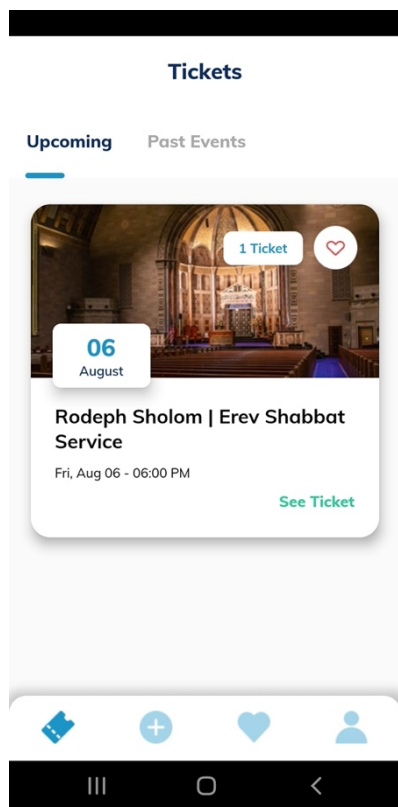 Tickets
Upcoming Past Events
1 Ticket
06
August
Rodeph Sholom | Erev Shabbat
Service
Fri, Aug 06 - 06:00 PM
See Ticket